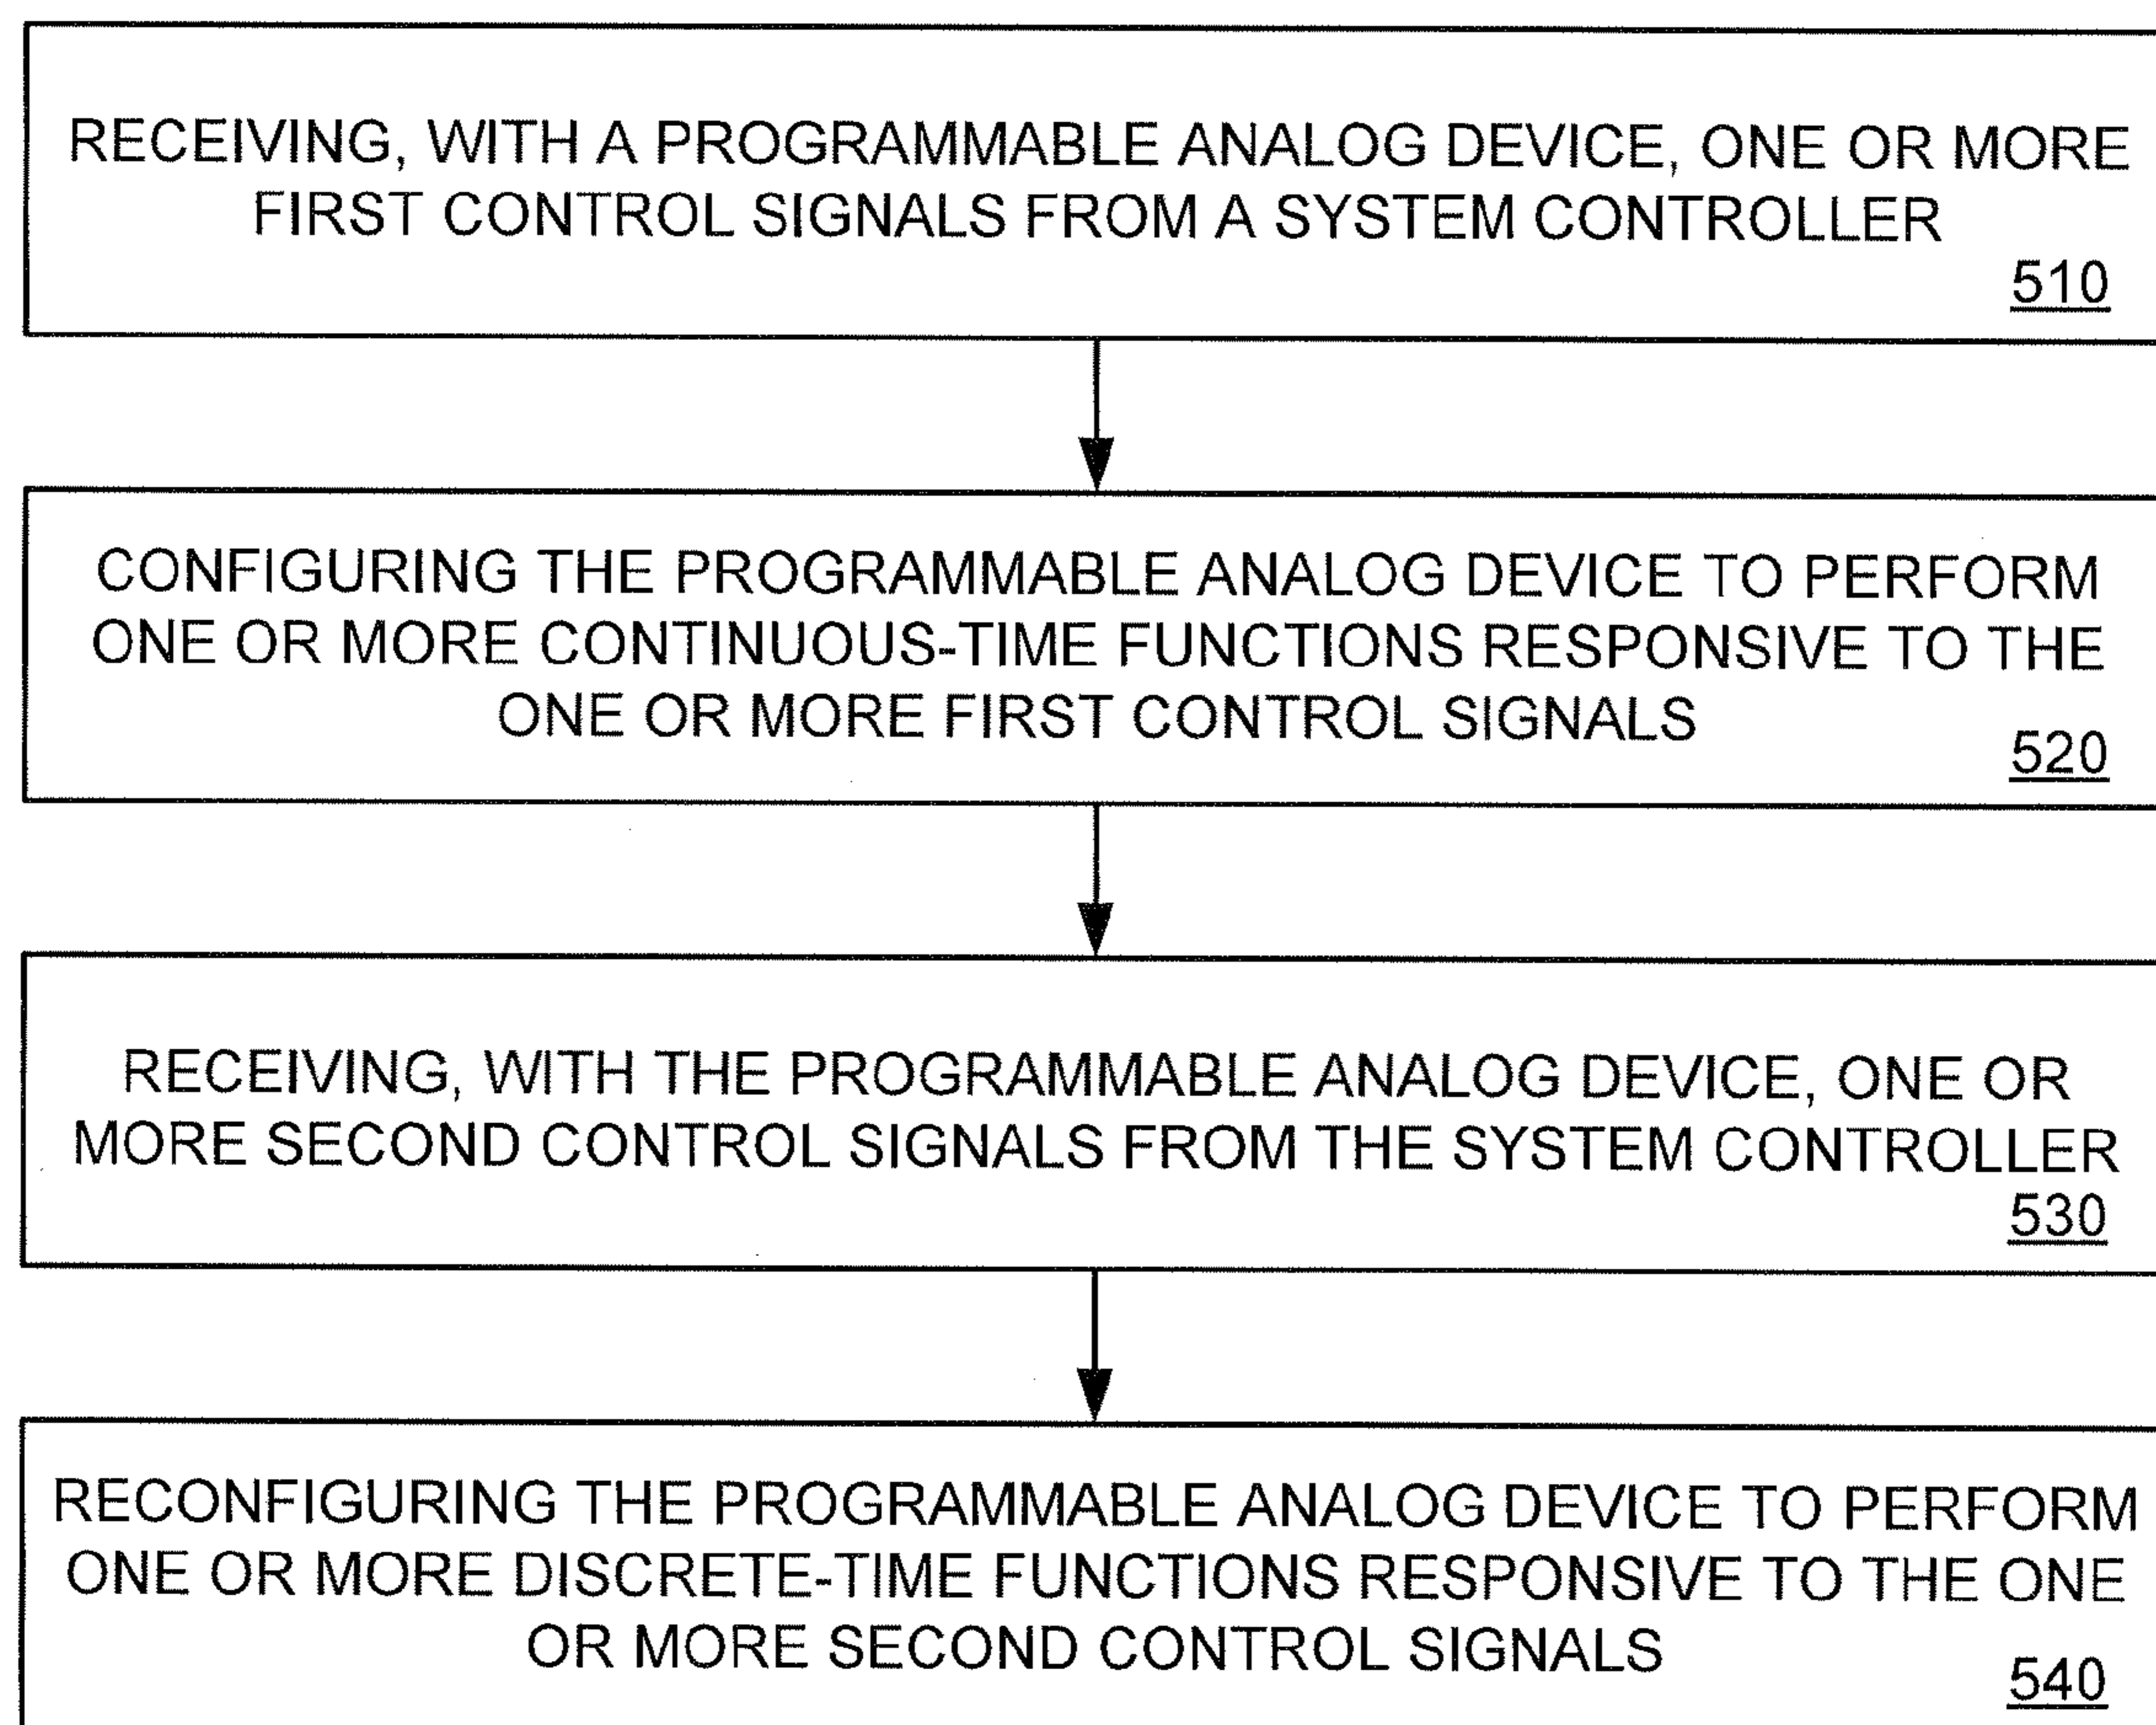 RECEIVING, WITH A PROGRAMMABLE ANALOG DEVICE, ONE OR MORE
FIRST CONTROL SIGNALS FROM A SYSTEM CONTROLLER
510
CONFIGURING THE PROGRAMMABLE ANALOG DEVICE TO PERFORM
ONE OR MORE CONTINUOUS-TIME FUNCTIONS RESPONSIVE TO THE
ONE OR MORE FIRST CONTROL SIGNALS
520
RECEIVING, WITH THE PROGRAMMABLE ANALOG DEVICE, ONE OR
MORE SECOND CONTROL SIGNALS FROM THE SYSTEM CONTROLLER
530
RECONFIGURING THE PROGRAMMABLE ANALOG DEVICE TO PERFORM
ONE OR MORE DISCRETE-TIME FUNCTIONS RESPONSIVE TO THE ONE
OR MORE SECOND CONTROL SIGNALS
540